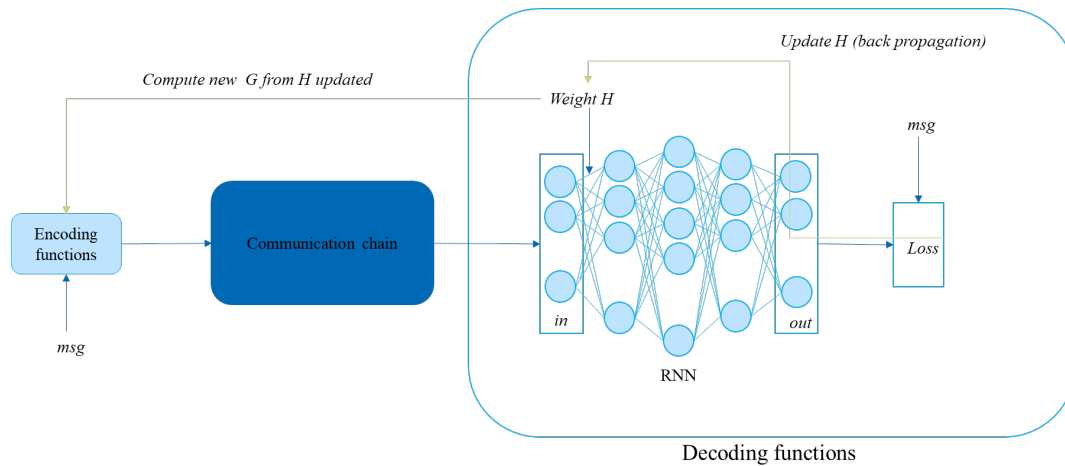 Update H (back propagation)
Compute new G from H updated
Weight H
msg
Encoding
functions
Communication chain
Loss
in
out
msg
RNN
Decoding functions